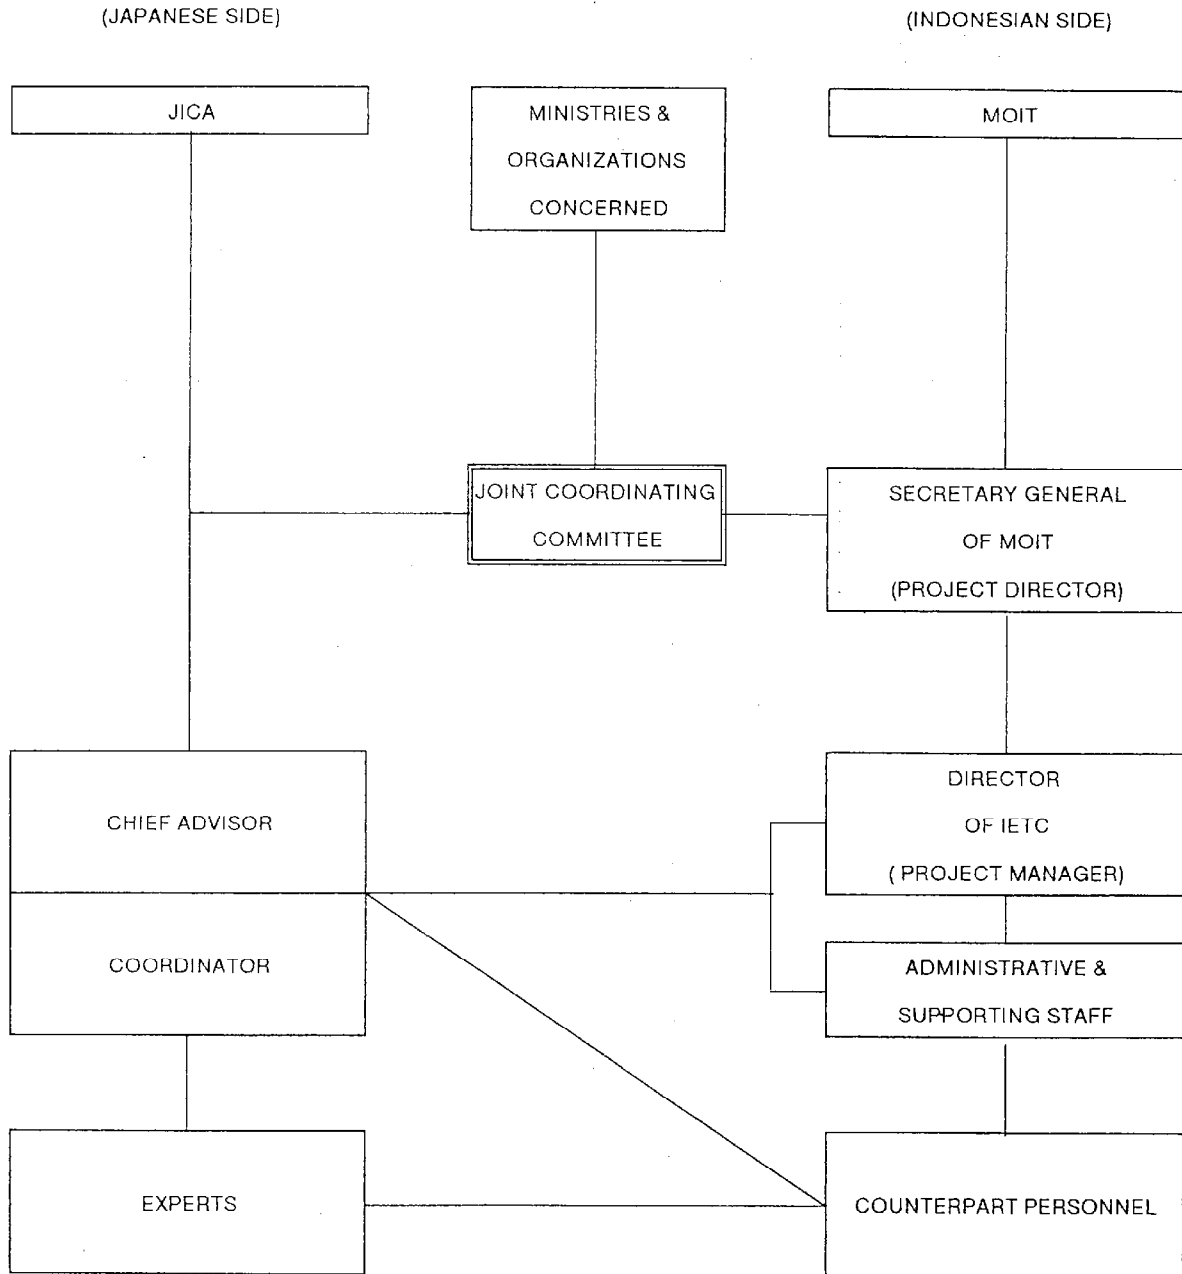 (JAPANESE SIDE)
(INDONESIAN SIDE)
JICA
MINISTRIES &
ORGANIZATIONS
CONCERNED
MOIT
JOINT COORDINATING
COMMITTEE
SECRETARY GENERAL
OF MOIT
(PROJECT DIRECTOR)
CHIEF ADVISOR
DIRECTOR
OF IETC
( PROJECT MANAGER)
COORDINATOR
ADMINISTRATIVE &
SUPPORTING STAFF
EXPERTS
COUNTERPART PERSONNEL